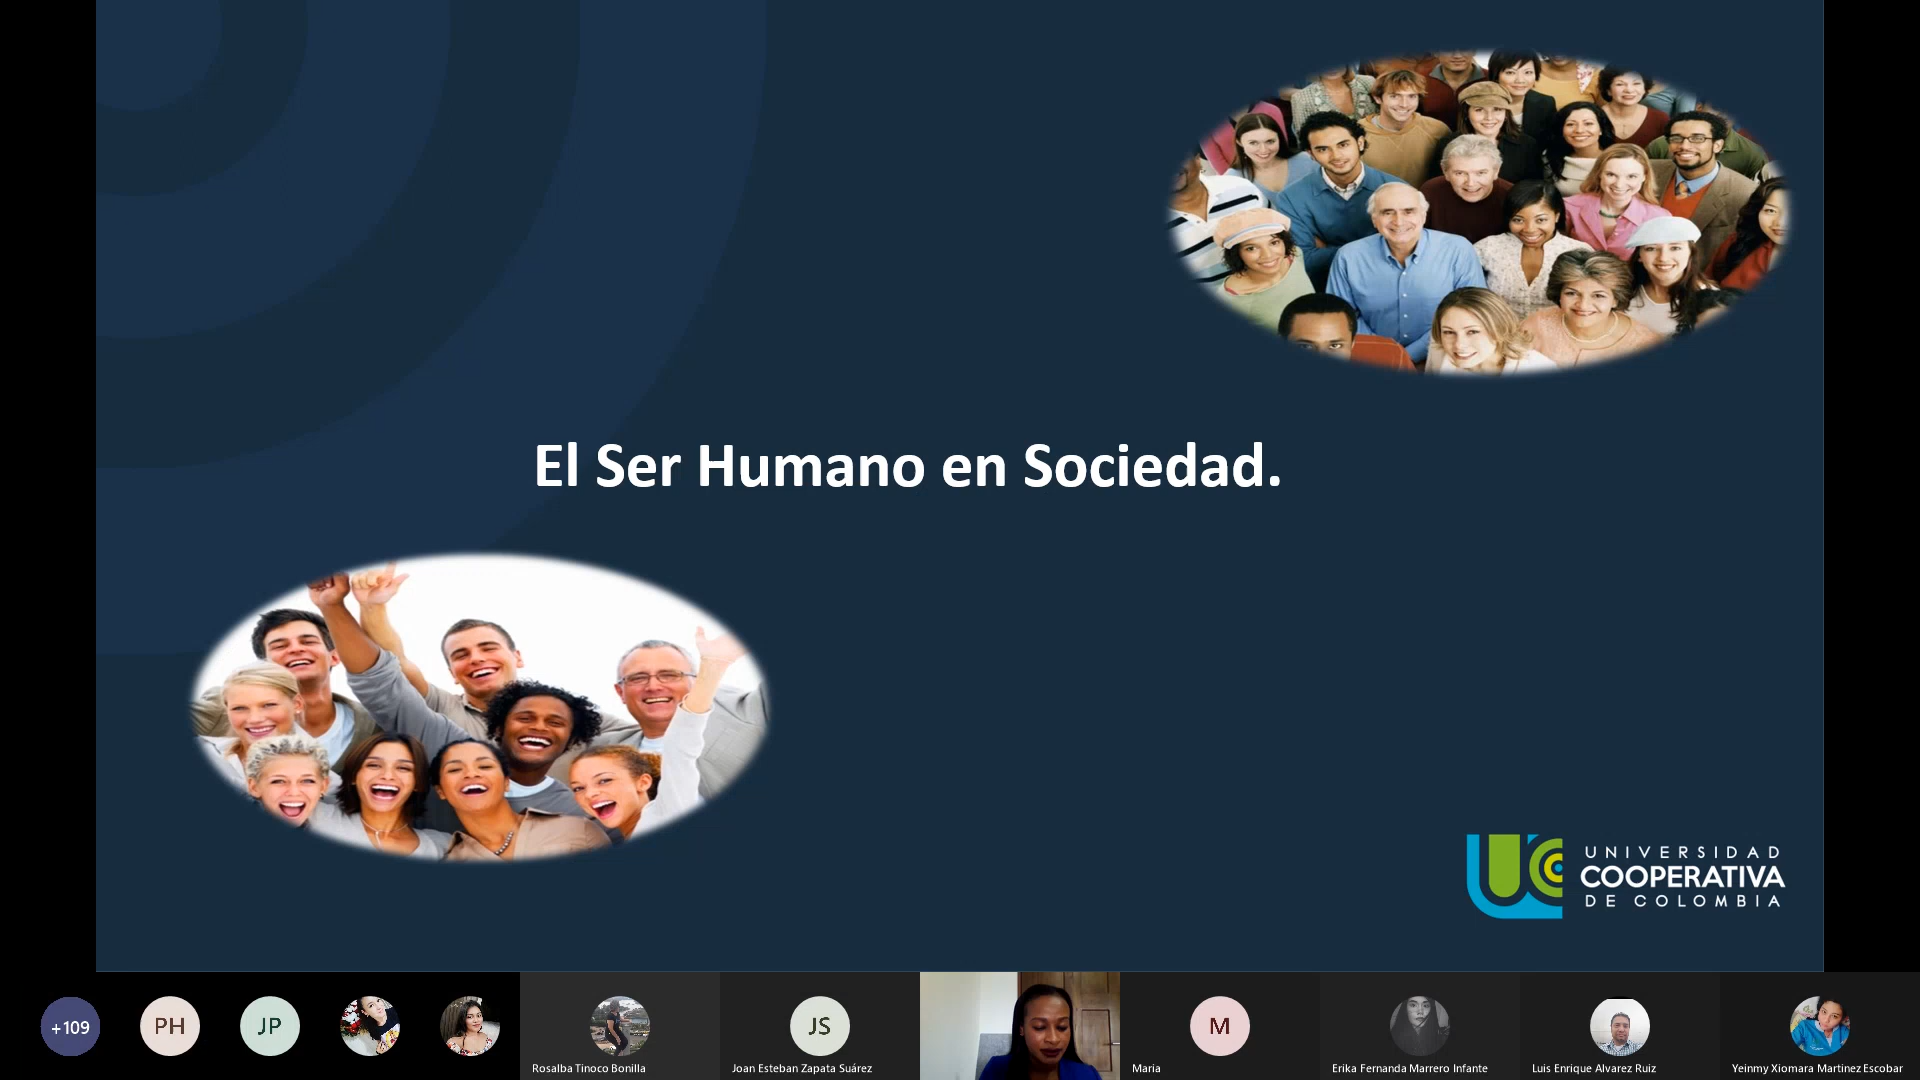 El Ser Humano en Sociedad.
UNIVERSIDAD
COOPERATIVA
DE COLOMBIA
+109
PH
JP
JS
M
Rosalba Tinoco Bonilla
Joan Esteban Zapata Suárez
Maria
Erika Fernanda Marrero Infante
Luis Enrique Alvarez Ruiz
Yeinmy Xiomara Martinez Escobar